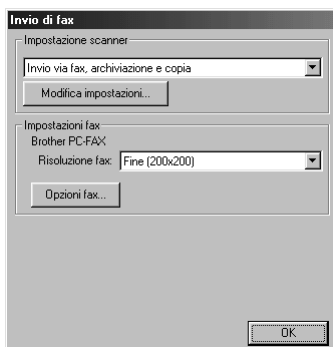 Invio di fax
Impostazione scanner
Invio via fax, archiviazione e copia
Modifica impostazioni...
Impostazioni fax
Brother PC-FAX
Risoluzione fax: Fine (200x200)
Opzioni fax...
OK